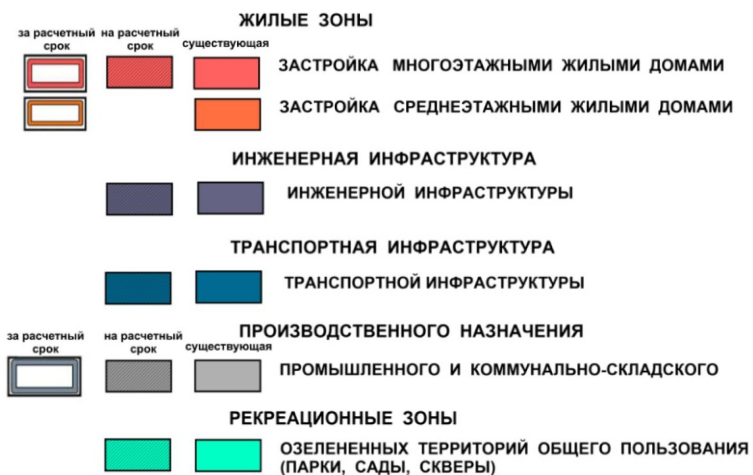 ЖИЛЫЕ ЗОНЫ
за расчетный срок
на расчетный срок
существующая
ЗАСТРОЙКА МНОГОЭТАЖНЫМИ ЖИЛЫМИ ДОМАМИ
ЗАСТРОЙКА СРЕДНЕЭТАЖНЫМИ ЖИЛЫМИ ДОМАМИ
ИНЖЕНЕРНАЯ ИНФРАСТРУКТУРА
ИНЖЕНЕРНОЙ ИНФРАСТРУКТУРЫ
ТРАНСПОРТНАЯ ИНФРАСТРУКТУРА
ТРАНСПОРТНОЙ ИНФРАСТРУКТУРЫ
ПРОИЗВОДСТВЕННОГО НАЗНАЧЕНИЯ
за расчетный
срок
на расчетный
срок
существующая
ПРОМЫШЛЕННОГО И КОММУНАЛЬНО-СКЛАДСКОГО
РЕКРЕАЦИОННЫЕ ЗОНЫ
ОЗЕЛЕНЕННЫХ ТЕРРИТОРИЙ ОБЩЕГО ПОЛЬЗОВАНИЯ
(ПАРКИ, САДЫ, СКВЕРЫ)